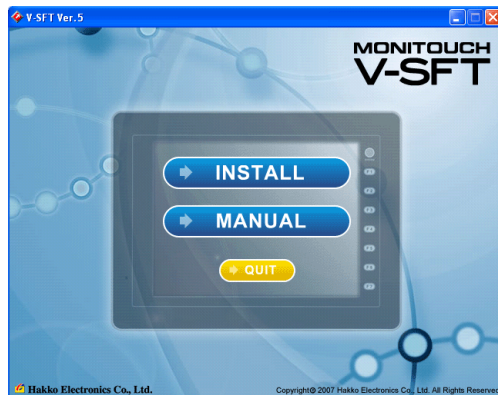 V-SFT Ver.5
MONITOUCH
V-SFT
INSTALL
MANUAL
QUIT
Hakko Electronics Co., Ltd.
Copyright© 2007 Hakko Electronics Co., Ltd. All Rights Reserved